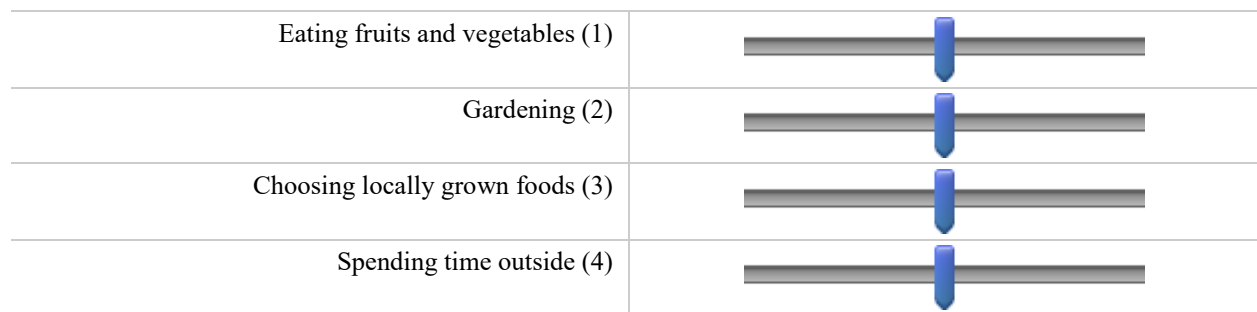 Eating fruits and vegetables (1)
Gardening (2)
Choosing locally grown foods (3)
Spending time outside (4)